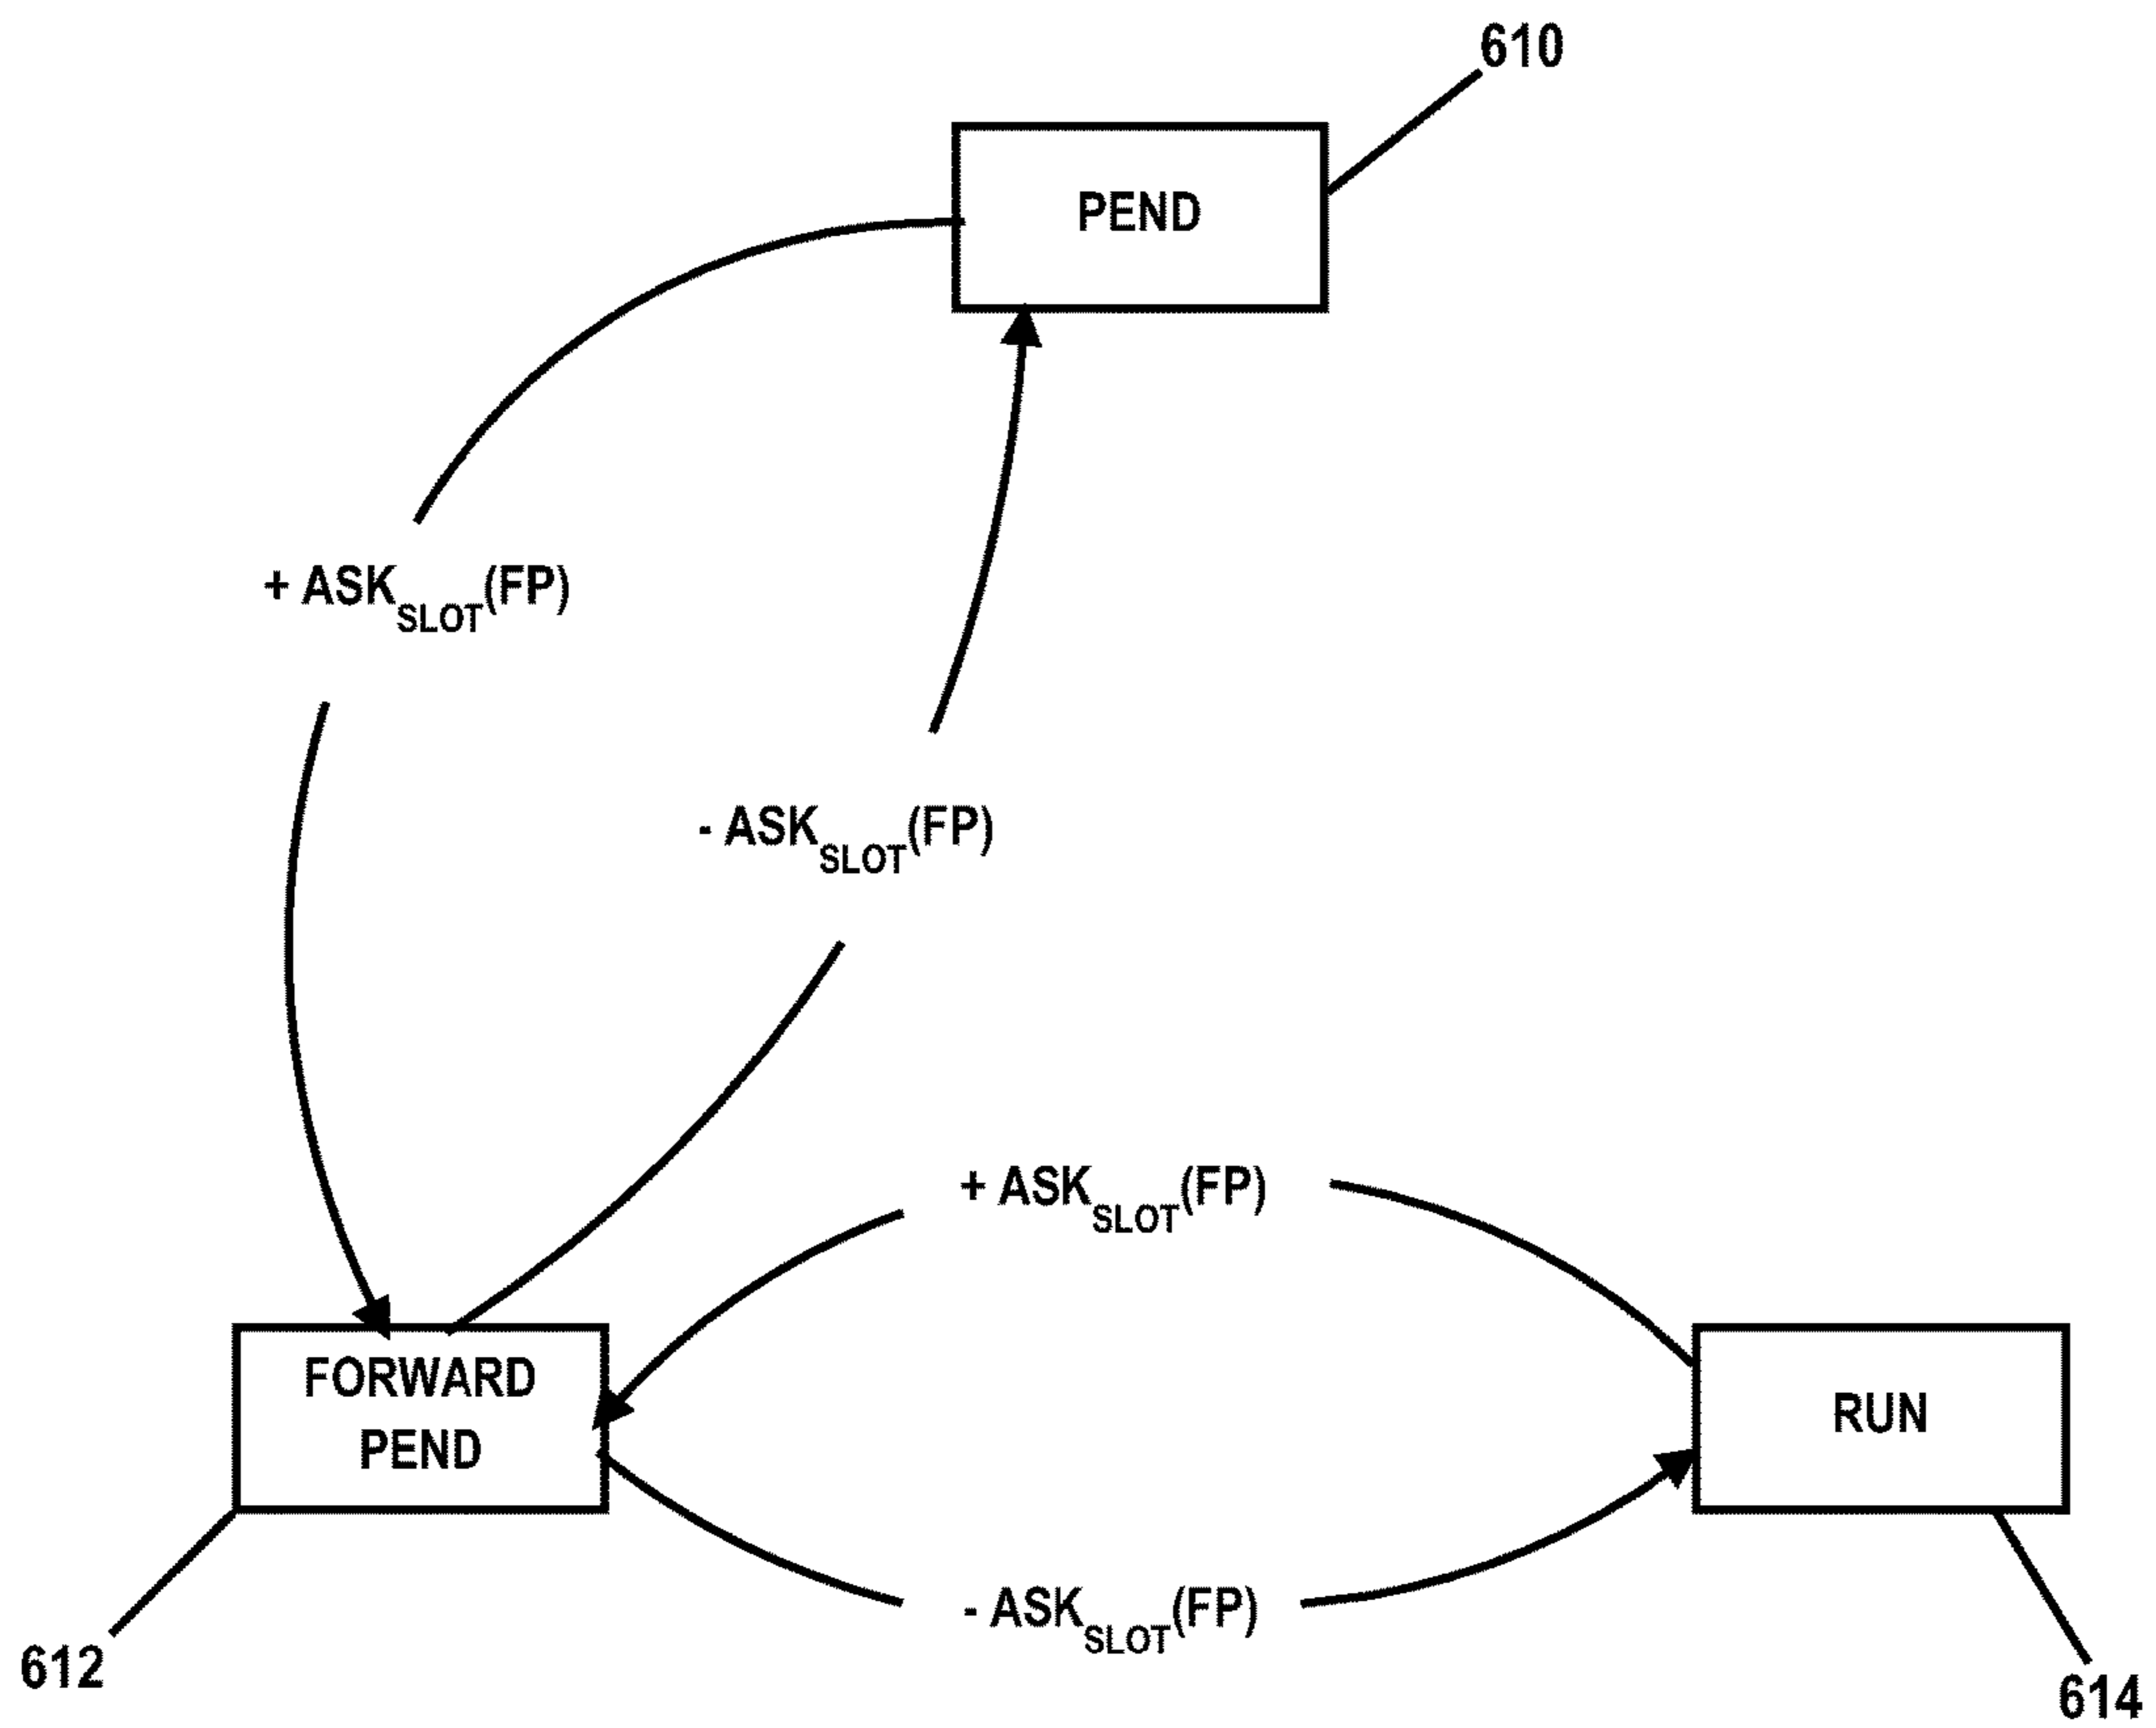 610
PEND
+ ASKSLOT(FP)
- ASKSLOT(FP)
+ ASKSLOT(FP)
FORWARD
PEND
RUN
- ASKSLOT(FP)
612
614